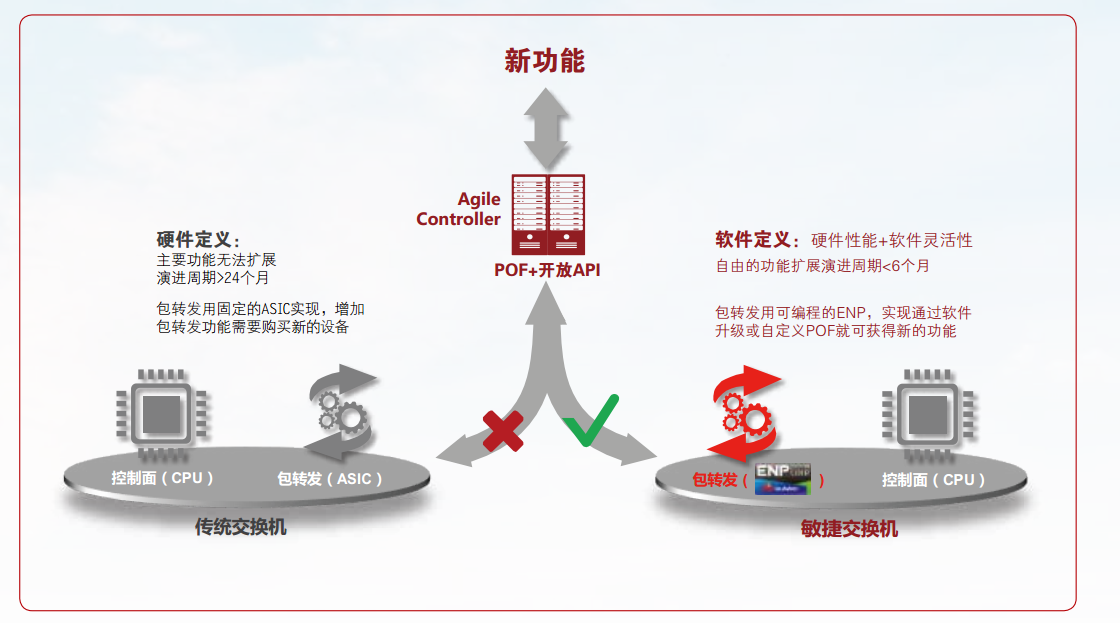 新功能
Agile
Controller
POF+开放API
硬件定义：
主要功能无法扩展
演进周期>24个月
包转发用固定的ASIC实现，增加
包转发功能需要购买新的设备
控制面（CPU）
包转发（ASIC）
传统交换机
软件定义：硬件性能+软件灵活性
自由的功能扩展演进周期<6个月
包转发用可编程的ENP，实现通过软件
升级或自定义POF就可获得新的功能
包转发（ENP）
控制面（CPU）
敏捷交换机